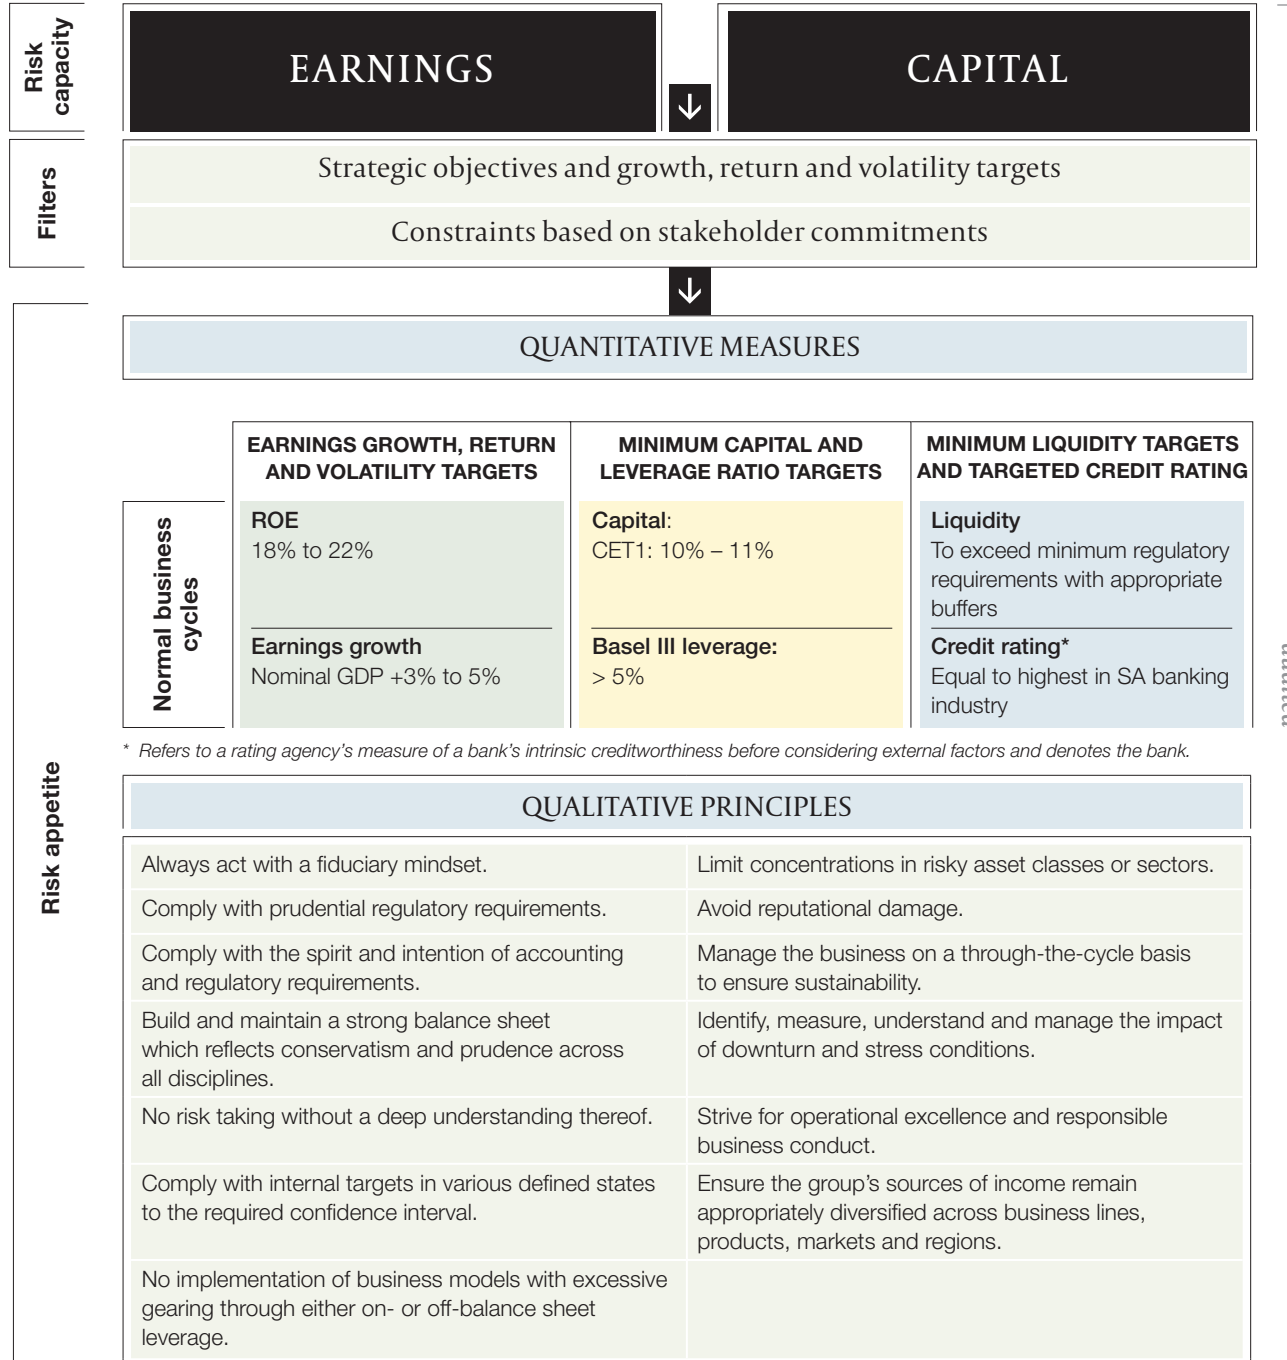 Risk
capacity
EARNINGS
CAPITAL
Filters
Strategic objectives and growth, return and volatility targets
Constraints based on stakeholder commitments
Risk appetite
QUANTITATIVE MEASURES
EARNINGS GROWTH, RETURN
AND VOLATILITY TARGETS
MINIMUM CAPITAL AND
LEVERAGE RATIO TARGETS
MINIMUM LIQUIDITY TARGETS
AND TARGETED CREDIT RATING
Normal business
cycles
ROE
18% to 22%
Earnings growth
Nominal GDP +3% to 5%
Capital:
CET1: 10% – 11%
Basel III leverage:
> 5%
Liquidity
To exceed minimum regulatory
requirements with appropriate
buffers
Credit rating*
Equal to highest in SA banking
industry
* Refers to a rating agency's measure of a bank's intrinsic creditworthiness before considering external factors and denotes the bank.
QUALITATIVE PRINCIPLES
Always act with a fiduciary mindset.
Limit concentrations in risky asset classes or sectors.
Comply with prudential regulatory requirements.
Avoid reputational damage.
Comply with the spirit and intention of accounting
and regulatory requirements.
Manage the business on a through-the-cycle basis
to ensure sustainability.
Build and maintain a strong balance sheet
which reflects conservatism and prudence across
all disciplines.
Identify, measure, understand and manage the impact
of downturn and stress conditions.
No risk taking without a deep understanding thereof.
Strive for operational excellence and responsible
business conduct.
Comply with internal targets in various defined states
to the required confidence interval.
Ensure the group's sources of income remain
appropriately diversified across business lines,
products, markets and regions.
No implementation of business models with excessive
gearing through either on- or off-balance sheet
leverage.